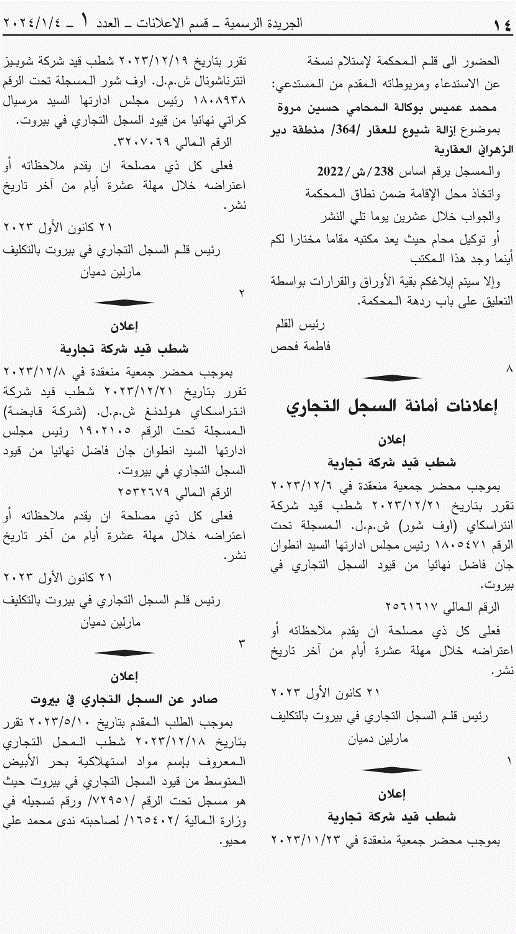 ١٤
الجريدة الرسمية – قسم الاعلانات – العدد ١ – ٢٠٢٤/١/٤
الحضور الى قلم المحكمة لإستلام نسخة
عن الاستدعاء ومربوطاته المقدم من المستدعي:
محمد عميس بوكالة المحامي حسين مروة
بموضوع إزالة شيوع للعقار /364/ منطقة دير
الزهراني العقارية
والمسجل برقم اساس 238/ش/2022
واتخاذ محل الإقامة ضمن نطاق المحكمة
والجواب خلال عشرين يوما تلي النشر
أو توكيل محام حيث يعد مكتبه مقاما مختارا لكم
أينما وجد هذا المكتب
وإلا سيتم إبلاغكم بقية الأوراق والقرارات بواسطة
التعليق على باب ردهة المحكمة.
رئيس القلم
فاطمة فحص
٨
إعلانات أمانة السجل التجاري
إعلان
شطب قيد شركة تجارية
بموجب محضر جمعية منعقدة في ٢٠٢٣/١٢/٦
تقرر بتاريخ ٢٠٢٣/١٢/٢١ شطب قيد شركة
انتراسكاي (اوف شور) ش.م.ل. المسجلة تحت
الرقم ١٨٠٥٤٧١ رئيس مجلس ادارتها السيد انطوان
جان فاضل نهائيا من قيود السجل التجاري في
بيروت.
الرقم المالي ٢٥٦١٦١٧
فعلى كل ذي مصلحة ان يقدم ملاحظاته أو
اعتراضه خلال مهلة عشرة أيام من آخر تاريخ
نشر.
٢١ كانون الأول ٢٠٢٣
رئيس قلم السجل التجاري في بيروت بالتكليف
مارلين دميان
١
إعلان
شطب قيد شركة تجارية
بموجب محضر جمعية منعقدة في ٢٠٢٣/١١/٢٣
تقرر بتاريخ ٢٠٢٣/١٢/١٩ شطب قيد شركة شوبيز
انترناشونال ش.م.ل. اوف شور المسجلة تحت الرقم
١٨٠٨٩٣٨ رئيس مجلس ادارتها السيد مرسيال
كراتي نهائيا من قيود السجل التجاري في بيروت.
الرقم المالي ٣٢٠٧٠٦٩.
فعلى كل ذي مصلحة ان يقدم ملاحظاته أو
اعتراضه خلال مهلة عشرة أيام من آخر تاريخ
نشر.
٢١ كانون الأول ٢٠٢٣
رئيس قلم السجل التجاري في بيروت بالتكليف
مارلين دميان
٢
إعلان
شطب قيد شركة تجارية
بموجب محضر جمعية منعقدة في ٢٠٢٣/١٢/٨
تقرر بتاريخ ٢٠٢٣/١٢/٢١ شطب قيد شركة
انتراسكاي هولدنغ ش.م.ل. (شركة قابضة)
المسجلة تحت الرقم ١٩٠٢١٠٥ رئيس مجلس
ادارتها السيد انطوان جان فاضل نهائيا من قيود
السجل التجاري في بيروت.
الرقم المالي ٢٥٣٢٦٧٩
فعلى كل ذي مصلحة ان يقدم ملاحظاته أو
اعتراضه خلال مهلة عشرة أيام من آخر تاريخ
نشر.
٢١ كانون الأول ٢٠٢٣
رئيس قلم السجل التجاري في بيروت بالتكليف
مارلين دميان
٣
إعلان
صادر عن السجل التجاري في بيروت
بموجب الطلب المقدم بتاريخ ٢٠٢٣/٥/١٠ تقرر
بتاريخ ٢٠٢٣/١٢/١٨ شطب المحل التجاري
المعروف بإسم مواد استهلاكية بحر الأبيض
المتوسط من قيود السجل التجاري في بيروت حيث
هو مسجل تحت الرقم /٧٢٩٥١/ ورقم تسجيله في
وزارة المالية /١٦٥٤٠٢/ لصاحبته ندى محمد علي
محيو.